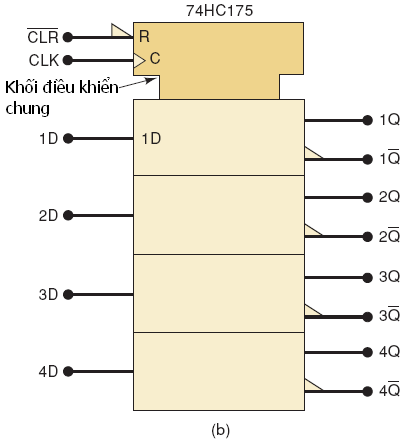 74HC175
C̅L̅R̅ R
CLK C
Khối điều khiển
chung
1Q
1D 1D
1Q̅
2Q
2D
2Q̅
3Q
3D
3Q̅
4Q
4D
4Q̅
(b)